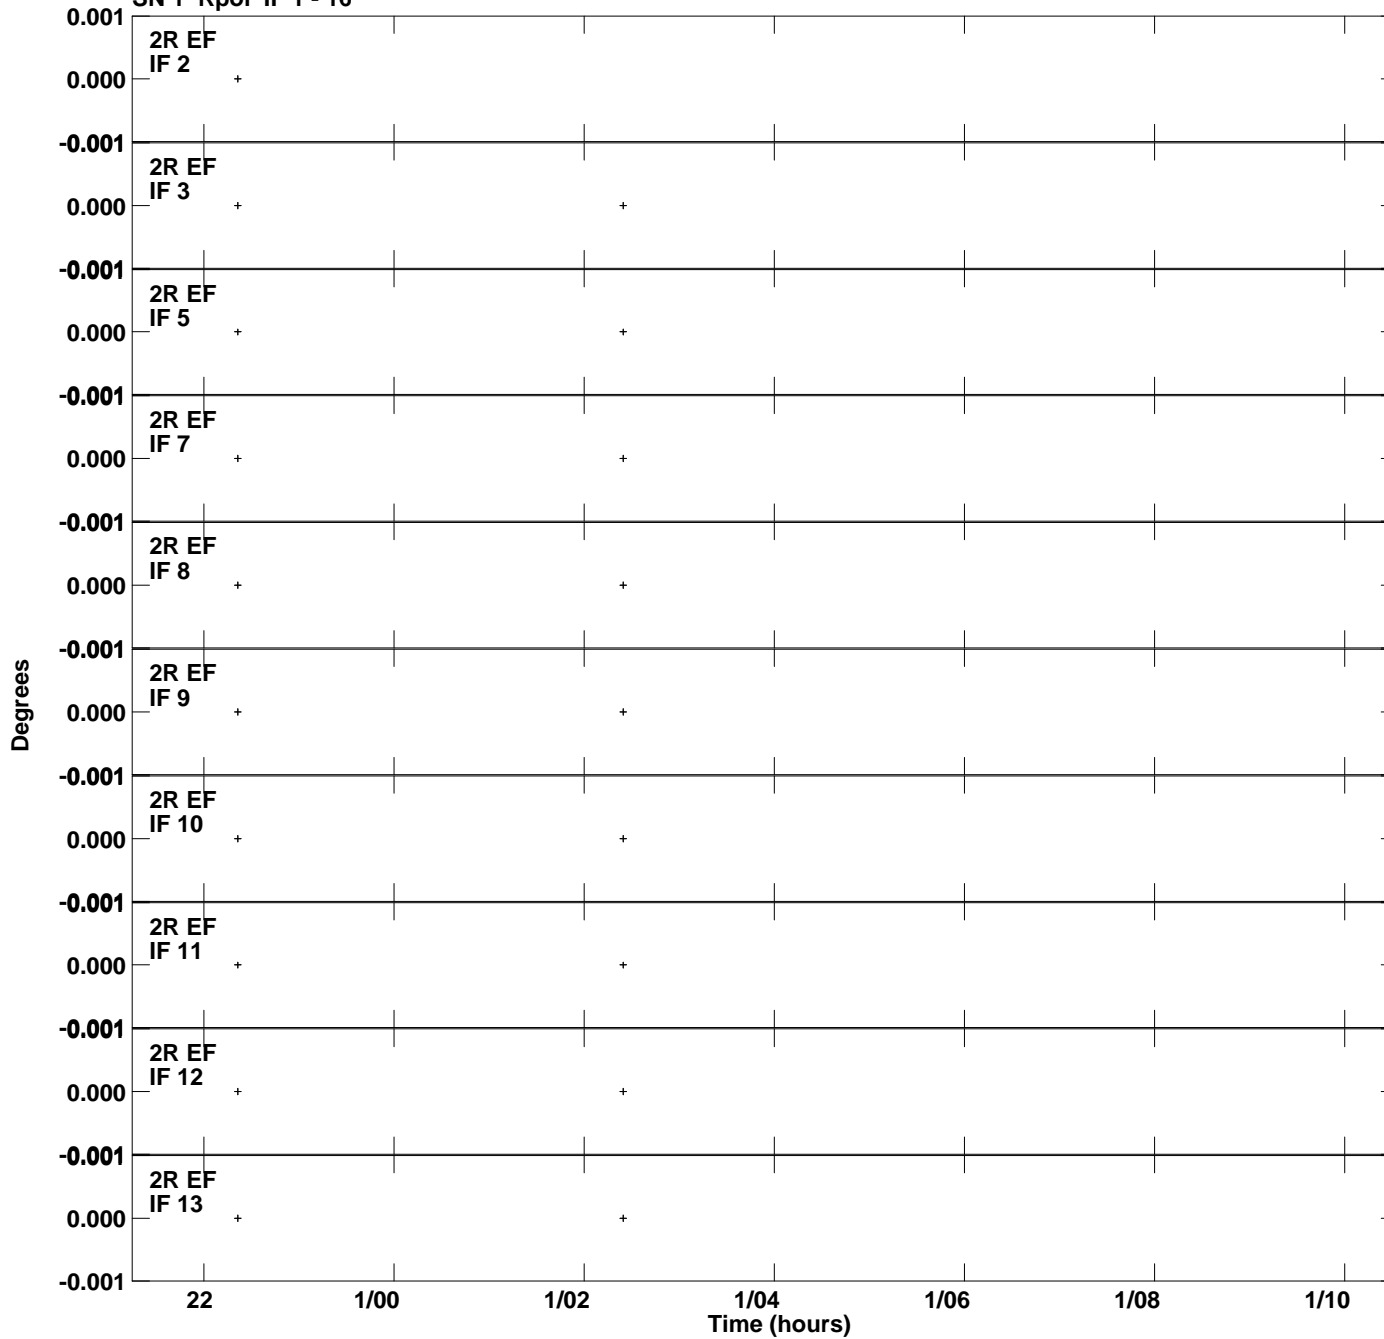 SN 1 Rpol IF 1 - 16
0.001
2R EF
IF 2
0.000
-0.001
2R EF
IF 3
0.000
-0.001
2R EF
IF 5
0.000
-0.001
2R EF
IF 7
0.000
-0.001
2R EF
IF 8
0.000
-0.001
2R EF
IF 9
0.000
-0.001
2R EF
IF 10
0.000
-0.001
2R EF
IF 11
0.000
-0.001
2R EF
IF 12
0.000
-0.001
2R EF
IF 13
0.000
-0.001
Degrees
22 1/00 1/02 1/04 1/06 1/08 1/10
Time (hours)